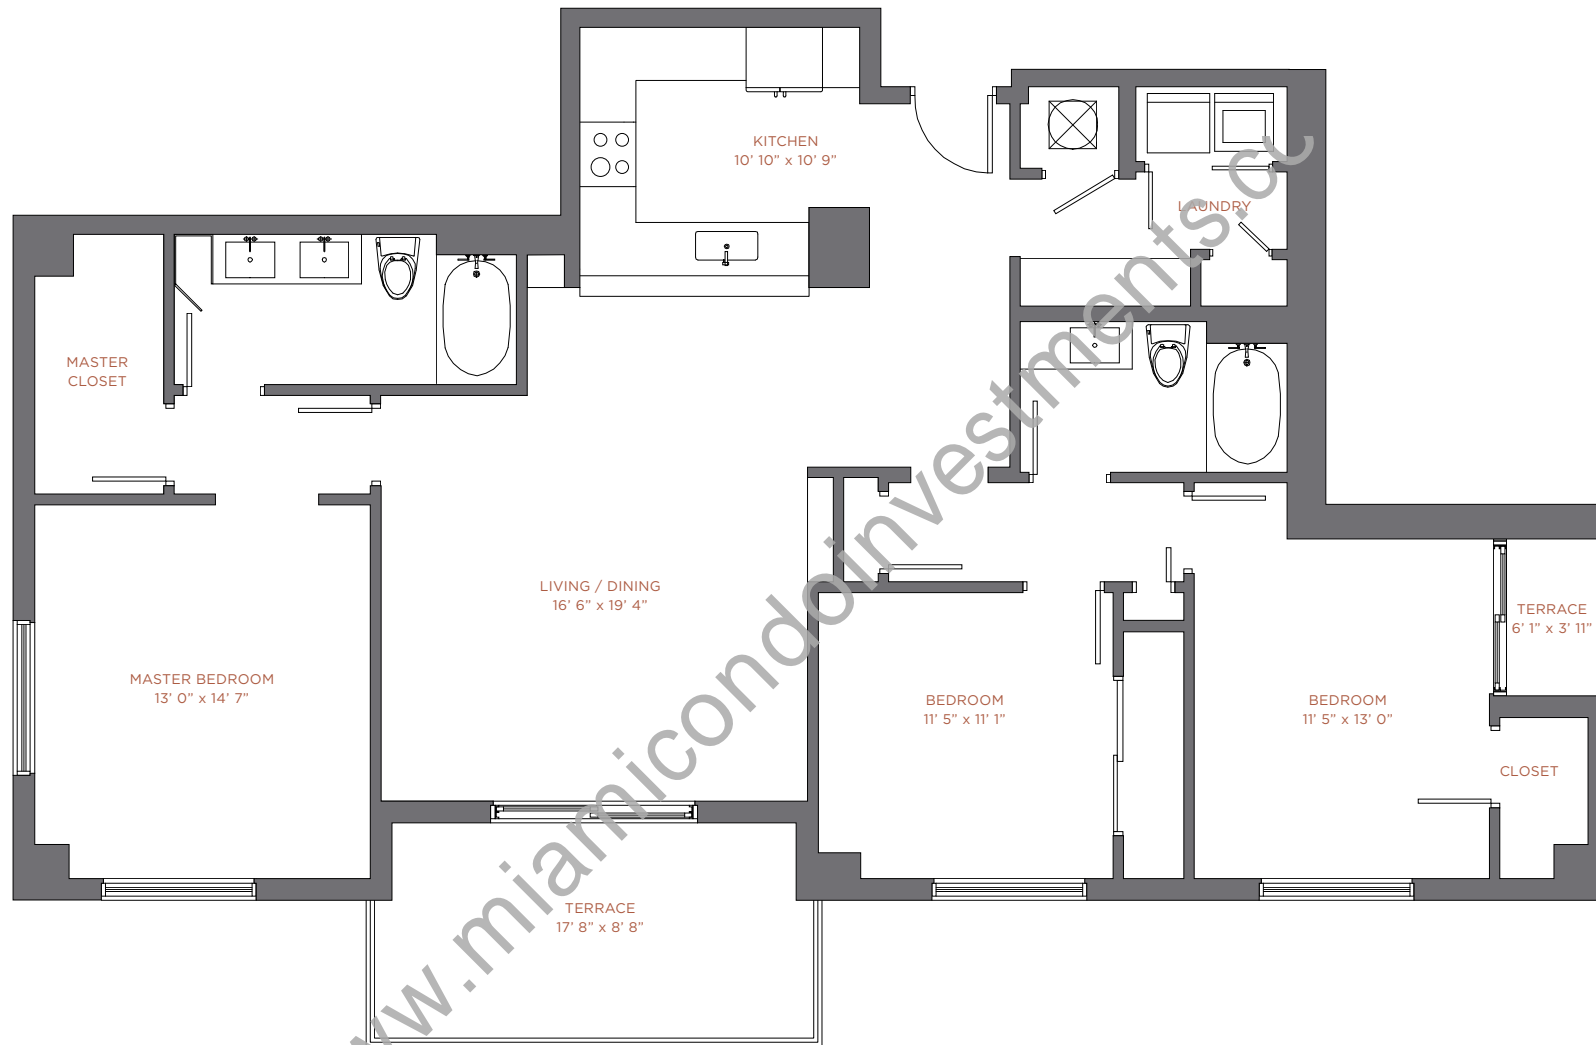 KITCHEN
10' 10" x 10' 9"
LAUNDRY
MASTER
CLOSET
LIVING / DINING
16' 6" x 19' 4"
TERRACE
6' 1" x 3' 11"
MASTER BEDROOM
13' 0" x 14' 7"
BEDROOM
11' 5" x 11' 1"
BEDROOM
11' 5" x 13' 0"
CLOSET
TERRACE
17' 8" x 8' 8"
www.miamicondoinvestments.co